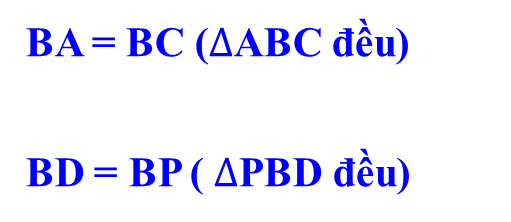 BA = BC (ΔABC đều)
BD = BP ( ΔPBD đều)